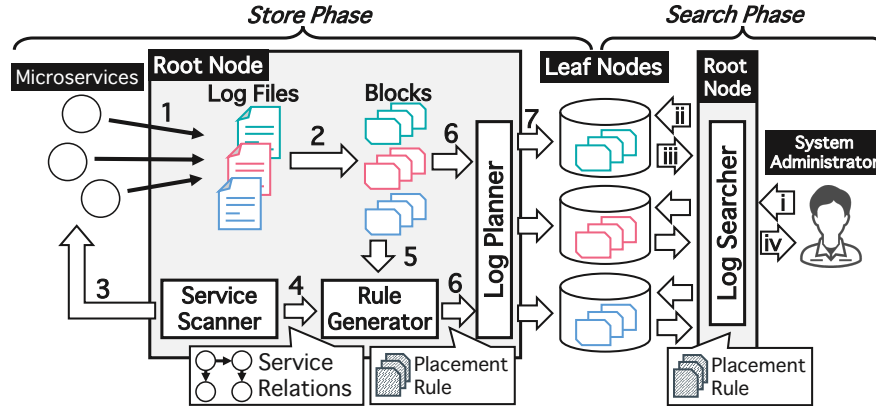 Store Phase
Search Phase
Microservices
Root Node
Leaf Nodes
Root
Node
Log Files
Blocks
1
2
6
7
ii
iii
System
Administrator
i
iv
Log Planner
Log Searcher
5
3
4
6
Service
Scanner
Rule
Generator
Service
Relations
Placement
Rule
Placement
Rule